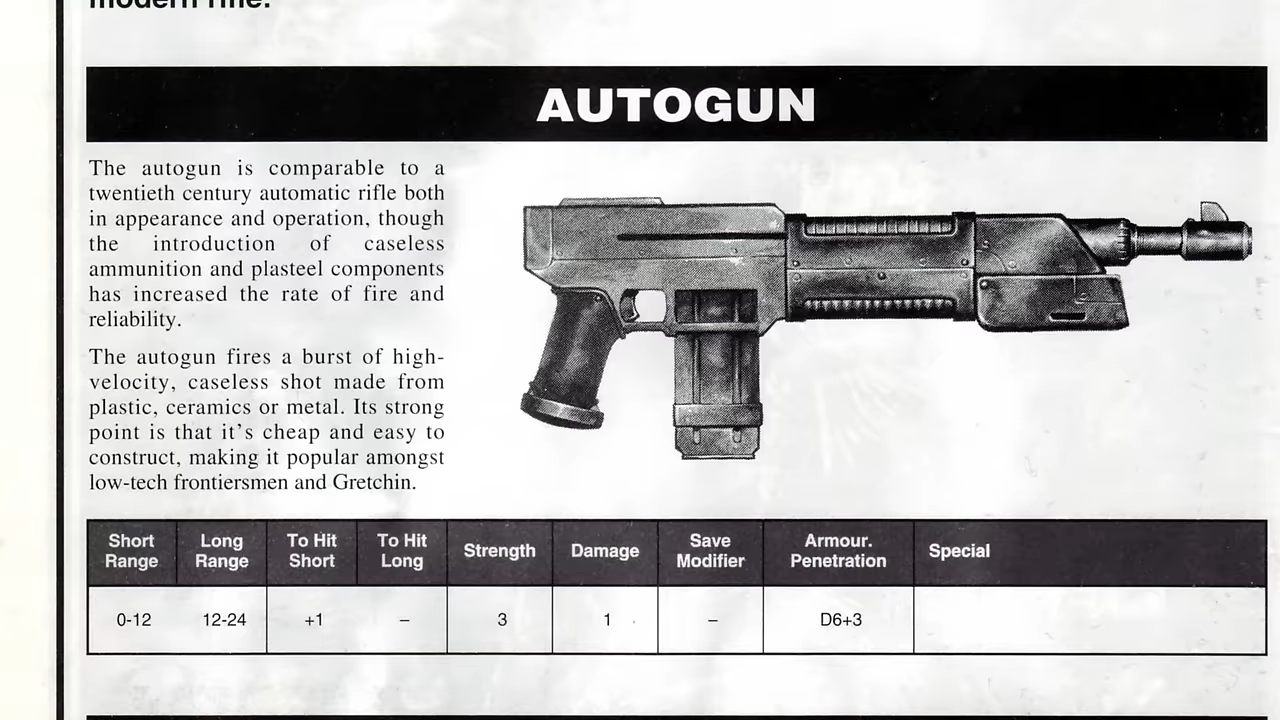 modern rifle.
AUTOGUN
The autogun is comparable to a
twentieth century automatic rifle both
in appearance and operation, though
the introduction of caseless
ammunition and plasteel components
has increased the rate of fire and
reliability.
The autogun fires a burst of high-
velocity, caseless shot made from
plastic, ceramics or metal. Its strong
point is that it's cheap and easy to
construct, making it popular amongst
low-tech frontiersmen and Gretchin.
Short Range Long Range To Hit Short To Hit Long Strength Damage Save Modifier Armour. Penetration Special
0-12 12-24 +1 – 3 1 – D6+3